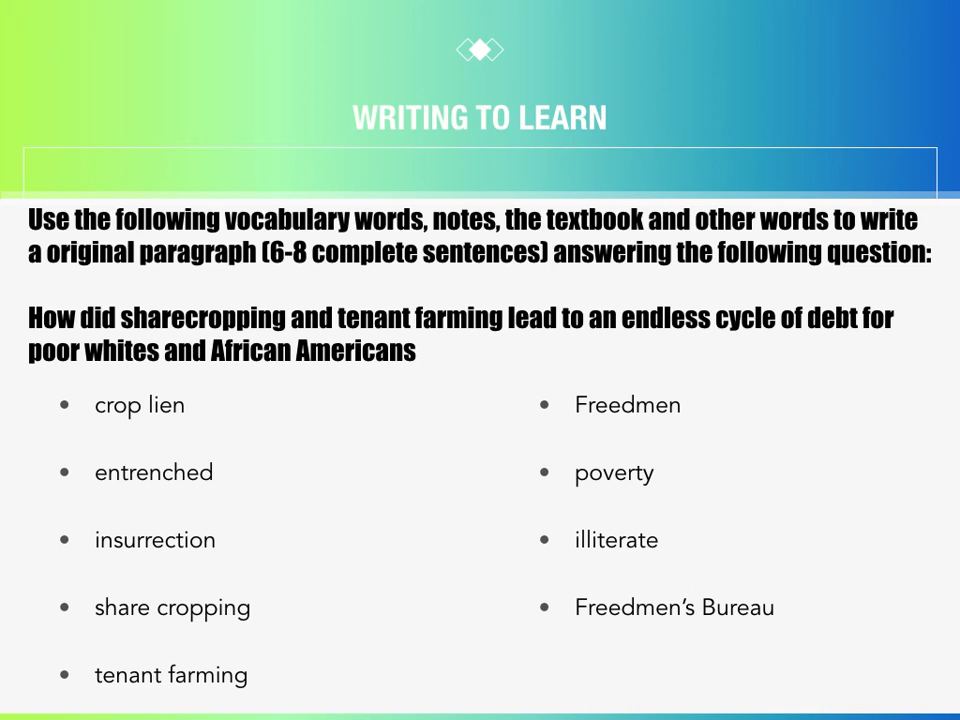 WRITING TO LEARN
Use the following vocabulary words, notes, the textbook and other words to write
a original paragraph (6-8 complete sentences) answering the following question:
How did sharecropping and tenant farming lead to an endless cycle of debt for
poor whites and African Americans
• crop lien
• entrenched
• insurrection
• share cropping
• tenant farming
• Freedmen
• poverty
• illiterate
• Freedmen’s Bureau